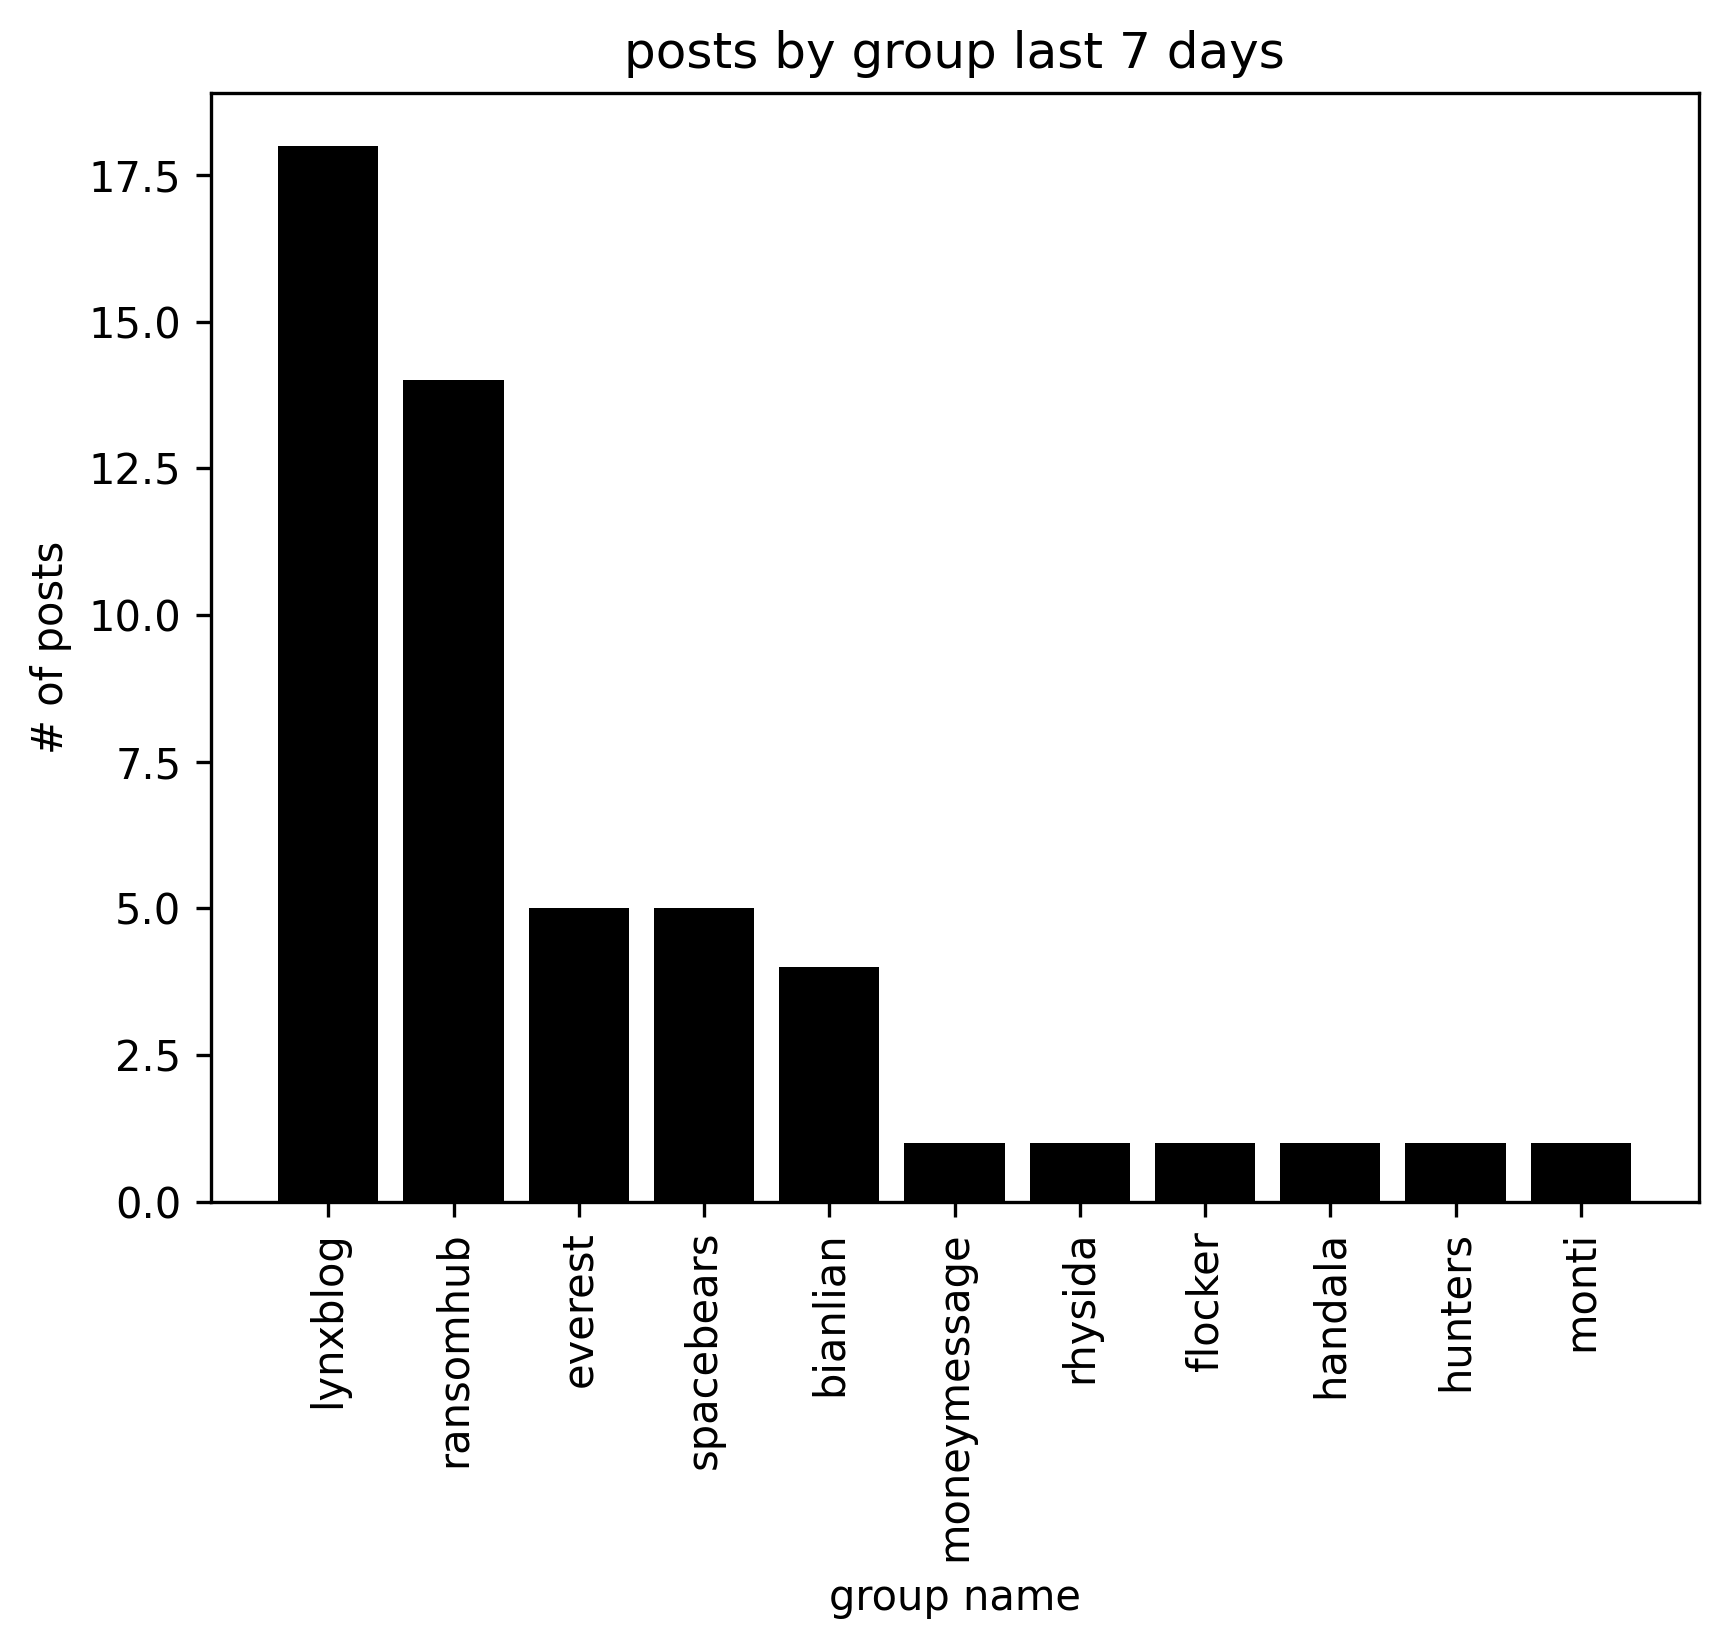 posts by group last 7 days
# of posts
17.5
15.0
12.5
10.0
7.5
5.0
2.5
0.0
lynxblog
ransomhub
everest
spacebears
bianlian
moneymessage
rhysida
flocker
handala
hunters
monti
group name